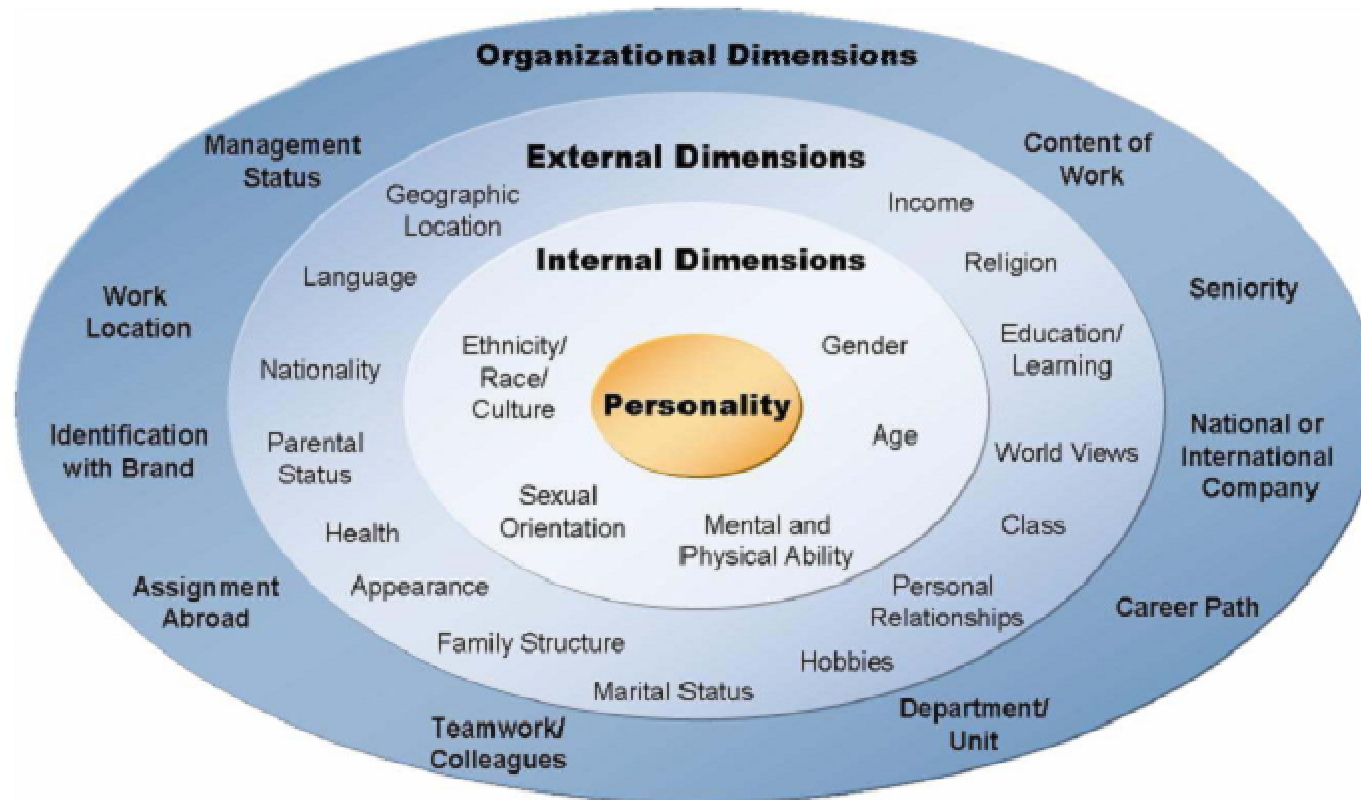 Organizational Dimensions
Management
Status
Content of
Work
Work
Location
Seniority
Identification
with Brand
National or
International
Company
Assignment
Abroad
Career Path
Teamwork/
Colleagues
Department/
Unit
External Dimensions
Geographic
Location
Income
Language
Religion
Nationality
Education/
Learning
Parental
Status
World Views
Health
Class
Appearance
Personal
Relationships
Family Structure
Hobbies
Marital Status
Internal Dimensions
Ethnicity/
Race/
Culture
Gender
Age
Sexual
Orientation
Mental and
Physical Ability
Personality